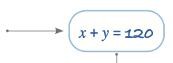 x + y = 120